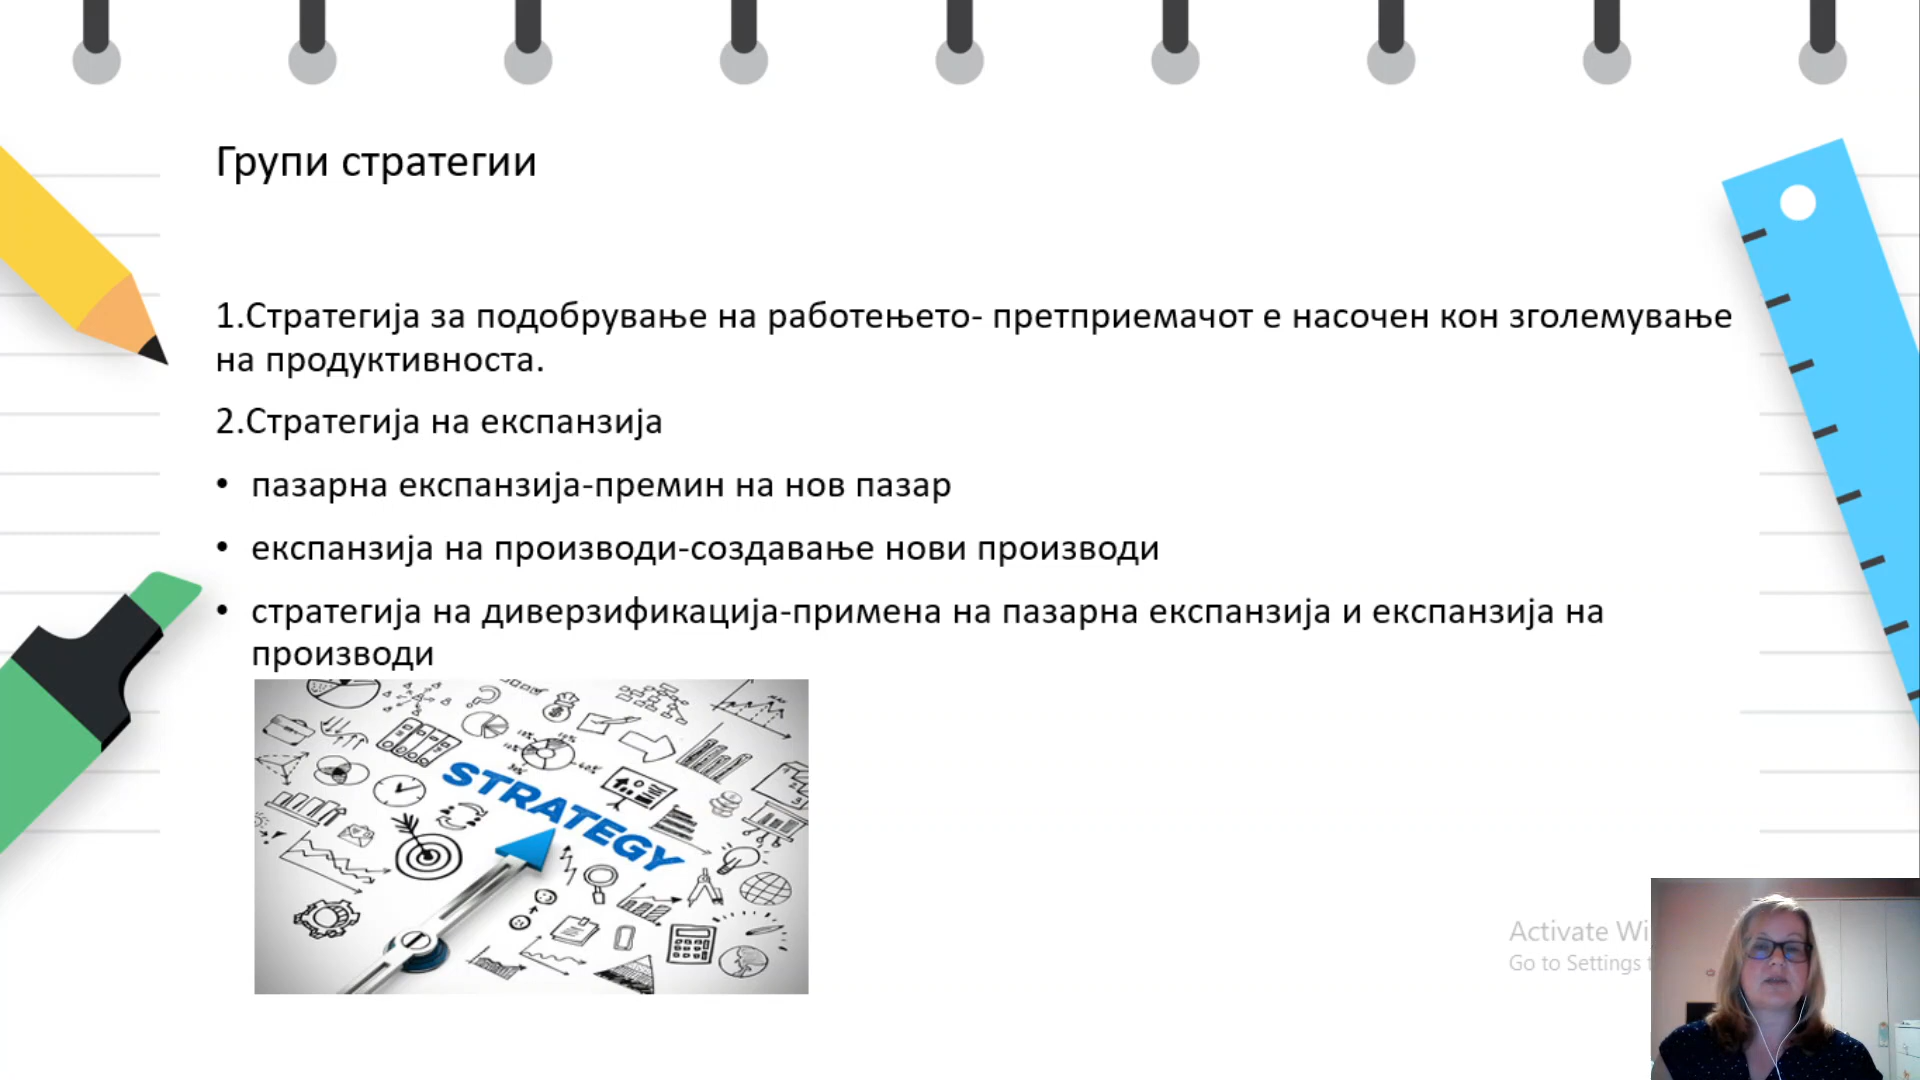 Групи стратегии
1.Стратегија за подобрување на работењето- претприемачот е насочен кон зголемување
на продуктивноста.
2.Стратегија на експанзија
• пазарна експанзија-премин на нов пазар
• експанзија на производи-создавање нови производи
• стратегија на диверзификација-примена на пазарна експанзија и експанзија на
производи
STRATEGY
Activate Wi
Go to Settings